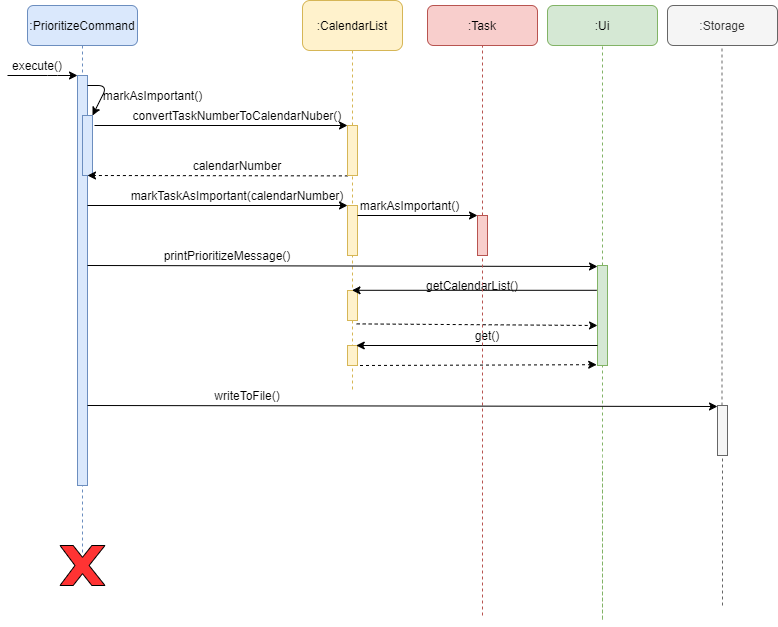 :PrioritizeCommand
:CalendarList
:Task
:Ui
:Storage
execute()
markAsImportant()
convertTaskNumberToCalendarNuber()
calendarNumber
markTaskAsImportant(calendarNumber)
markAsImportant()
printPrioritizeMessage()
getCalendarList()
get()
writeToFile()